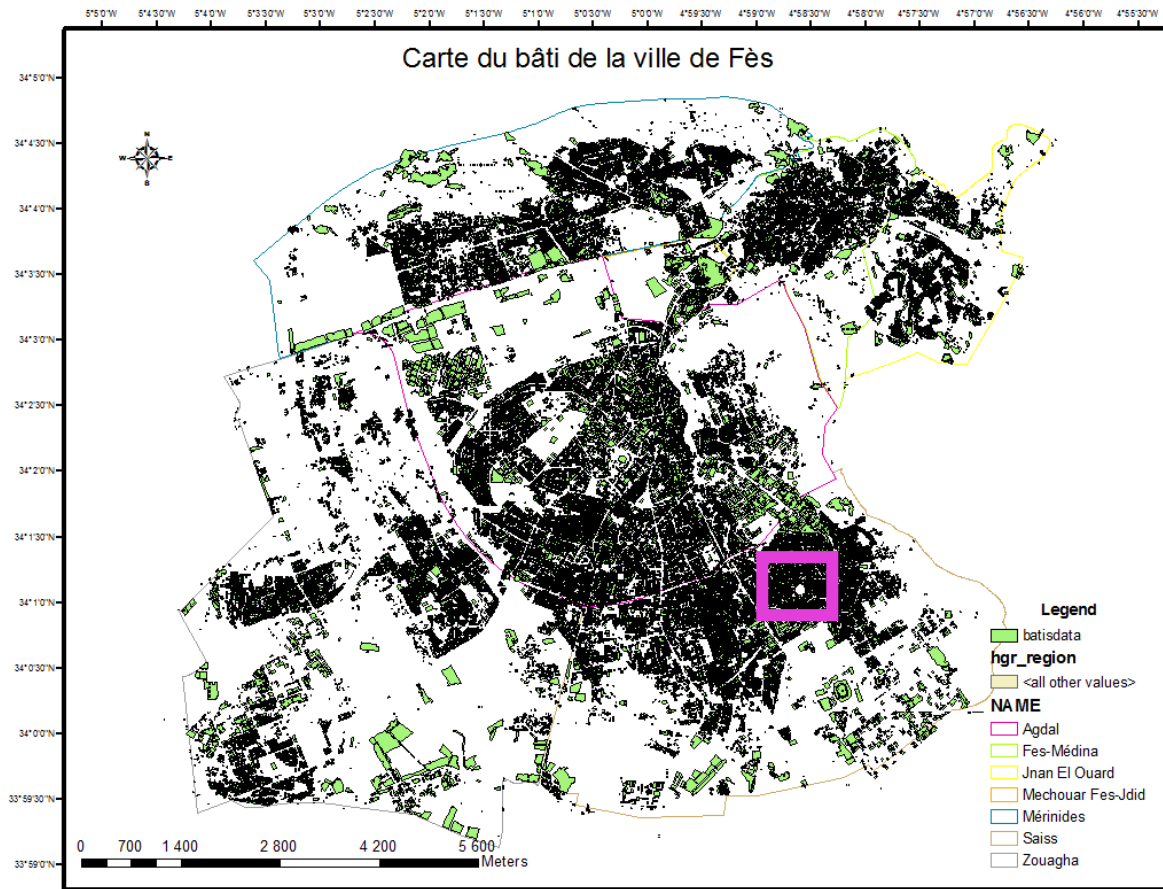 5°5'0"W 5°4'30"W 5°4'0"W 5°3'30"W 5°3'0"W 5°2'30"W 5°2'0"W 5°1'30"W 5°1'0"W 5°0'30"W 5°0'0"W 4°59'30"W 4°59'0"W 4°58'30"W 4°58'0"W 4°57'30"W 4°57'0"W 4°56'30"W 4°56'0"W 4°55'30"W
Carte du bâti de la ville de Fès
34°5'0"N
34°4'30"N
34°4'0"N
34°3'30"N
34°3'0"N
34°2'30"N
34°2'0"N
34°1'30"N
34°1'0"N
34°0'30"N
34°0'0"N
33°59'30"N
33°59'0"N
N
W E
S
Legend
batisdata
hgr_region
<all other values>
NAME
Agdal
Fes-Médina
Jnan El Ouard
Mechouar Fes-Jdid
Mérinides
Saiss
Zouagha
0 700 1 400 2 800 4 200 5 600
Meters